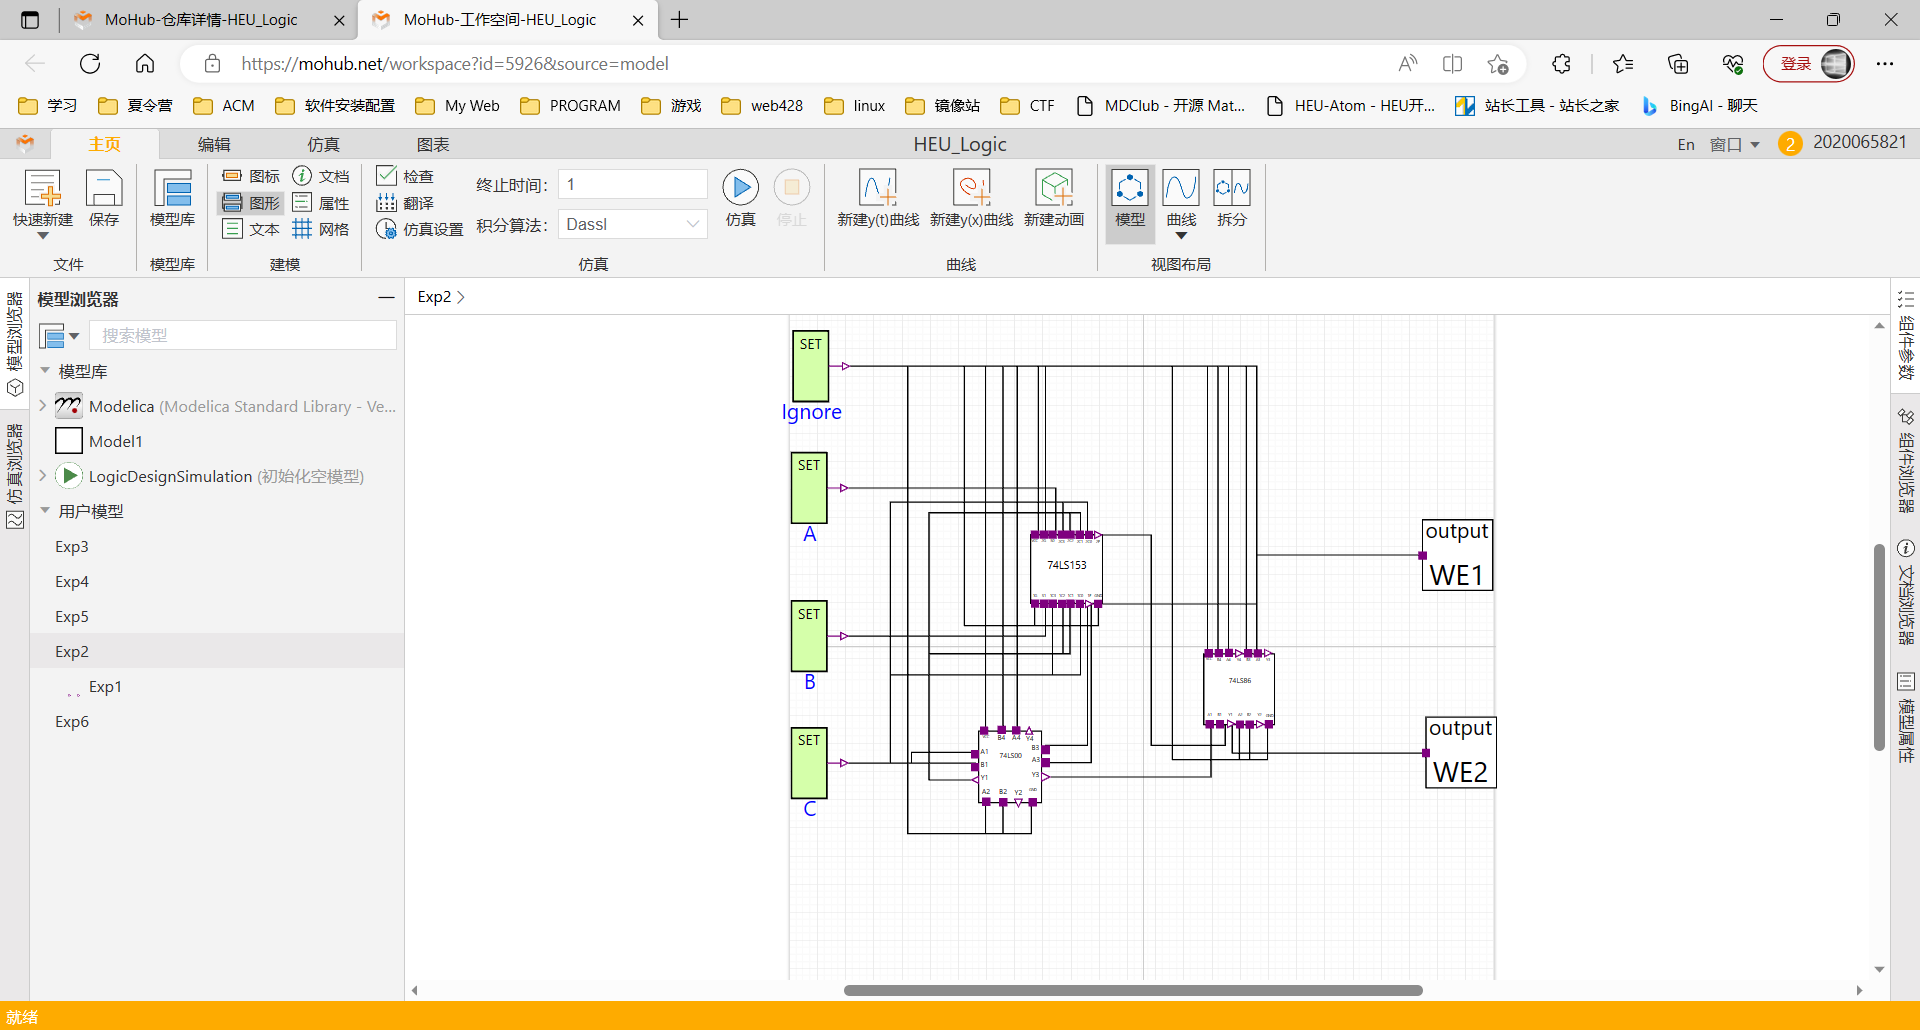 MoHub-仓库详情-HEU_Logic
MoHub-工作空间-HEU_Logic
https://mohub.net/workspace?id=5926&source=model
登录
学习
夏令营
ACM
软件安装配置
My Web
PROGRAM
游戏
web428
linux
镜像站
CTF
MDClub - 开源 Mat...
HEU-Atom - HEU开...
站长工具 - 站长之家
BingAI - 聊天
主页
编辑
仿真
图表
HEU_Logic
En
窗口
2
2020065821
快速新建
保存
文件
模型库
模型库
图标
文档
图形
属性
文本
网格
建模
检查
翻译
仿真设置
终止时间: 1
积分算法: Dassl
仿真
停止
仿真
新建y(t)曲线
新建y(x)曲线
新建动画
曲线
模型
曲线
拆分
视图布局
模型浏览器
仿真浏览器
模型浏览器
搜索模型
模型库
Modelica (Modelica Standard Library - Ve...
Model1
LogicDesignSimulation (初始化空模型)
用户模型
Exp3
Exp4
Exp5
Exp2
Exp1
Exp6
Exp2
SET
Ignore
SET
A
SET
B
SET
C
74LS153
74LS86
74LS00
B4 A4 Y4
A1
B1
Y1
A2 B2 Y2
B3
A3
Y3
output
WE1
output
WE2
组件参数
组件浏览器
文档浏览器
模型属性
就绪